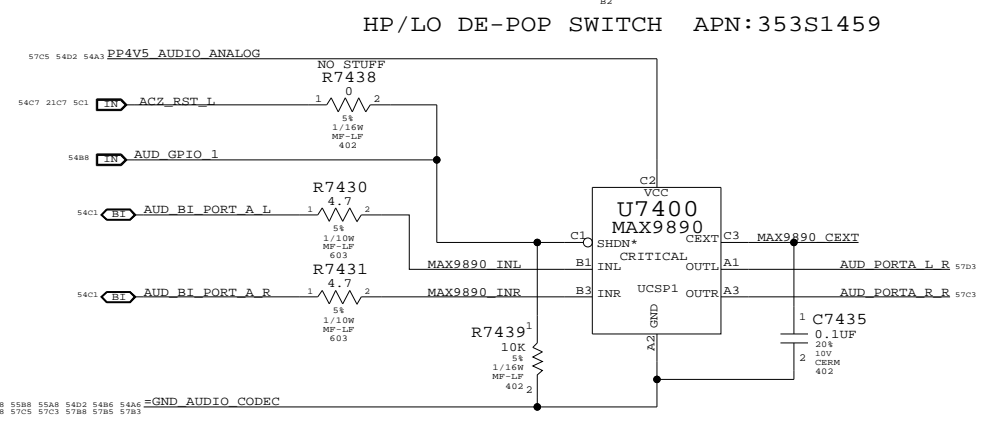 B2
HP/LO DE-POP SWITCH APN:353S1459
57C5 54D2 54A3 PP4V5_AUDIO_ANALOG
NO STUFF
R7438
0
1 2
5%
1/16W
MF-LF
402
54C7 21C7 5C1 IN ACZ_RST_L
54B8 IN AUD_GPIO_1
R7430
4.7
1 2
5%
1/10W
MF-LF
603
54C1 BI AUD_BI_PORT_A_L
R7431
4.7
1 2
5%
1/10W
MF-LF
603
54C1 BI AUD_BI_PORT_A_R
MAX9890_INL
MAX9890_INR
C2
VCC
U7400
MAX9890
C1 SHDN*
CEXT C3 MAX9890_CEXT
CRITICAL
B1 INL
OUTL A1 AUD_PORTA_L_R 57D3
UCSP1
B3 INR
OUTR A3 AUD_PORTA_R_R 57C3
GND
A2
R7439
1
10K
5%
1/16W
MF-LF
402
2
1 C7435
0.1UF
20%
10V
2 CERM
402
8 55B8 55A8 54D2 54B6 54A6 =GND_AUDIO_CODEC
8 57C5 57C3 57B8 57B5 57B3